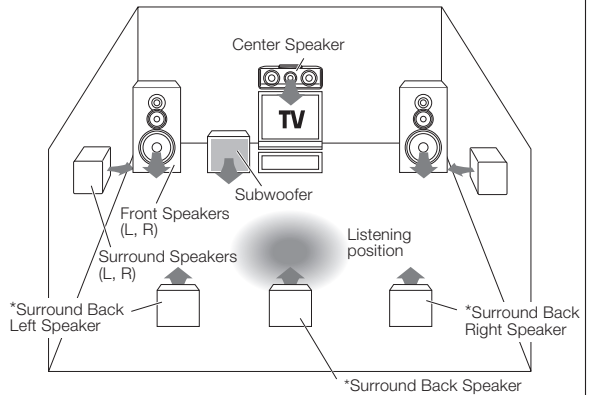 Center Speaker
TV
Subwoofer
Front Speakers
(L, R)
Listening
position
Surround Speakers
(L, R)
*Surround Back
Left Speaker
*Surround Back
Right Speaker
*Surround Back Speaker